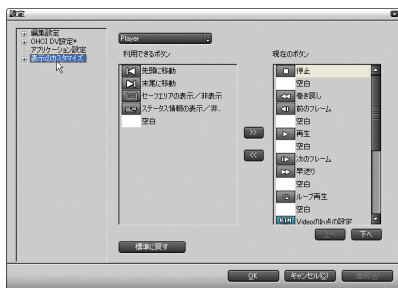 設定
編集設定
OHCI DV設定*
アプリケーション設定
表示のカスタマイズ
Player
利用できるボタン
先頭に移動
末尾に移動
セーフエリアの表示／非表示
ステータス情報の表示／非...
空白
>>
<<
標準に戻す
現在のボタン
停止
空白
巻き戻し
前のフレーム
空白
再生
空白
次のフレーム
早送り
空白
ループ再生
空白
VideoのIn点の設定
上へ
下へ
OK
キャンセル(C)
適用(A)